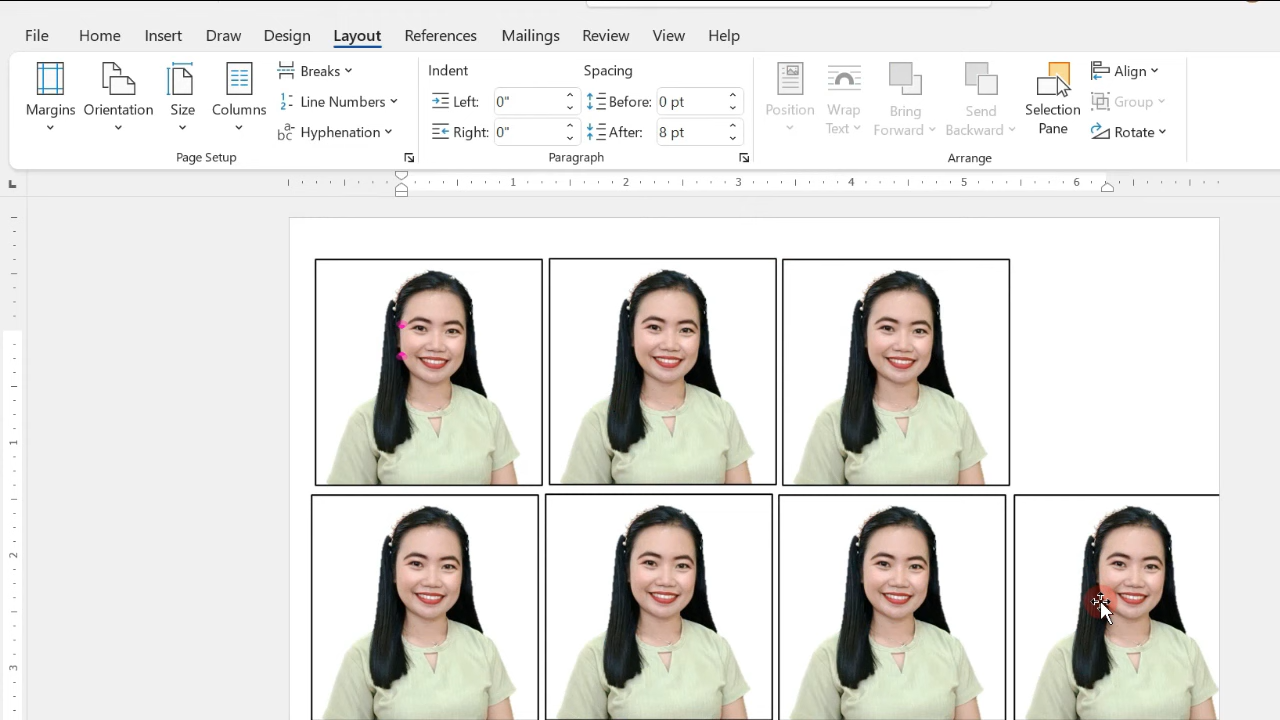 File Home Insert Draw Design Layout References Mailings Review View Help
Margins Orientation Size Columns
Breaks
Line Numbers
Hyphenation
Page Setup
Indent Spacing
Left: 0" Before: 0 pt
Right: 0" After: 8 pt
Paragraph
Position Wrap Text Bring Forward Send Backward Selection Pane
Align
Group
Rotate
Arrange
1 2 3 4 5 6
1
2
3